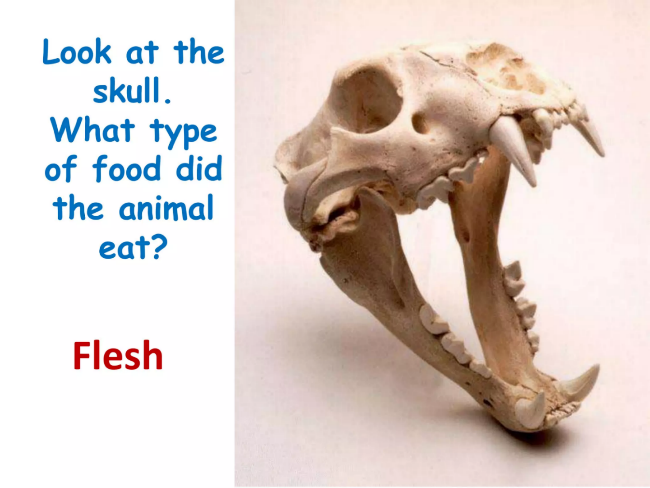 Look at the
skull.
What type
of food did
the animal
eat?
Flesh